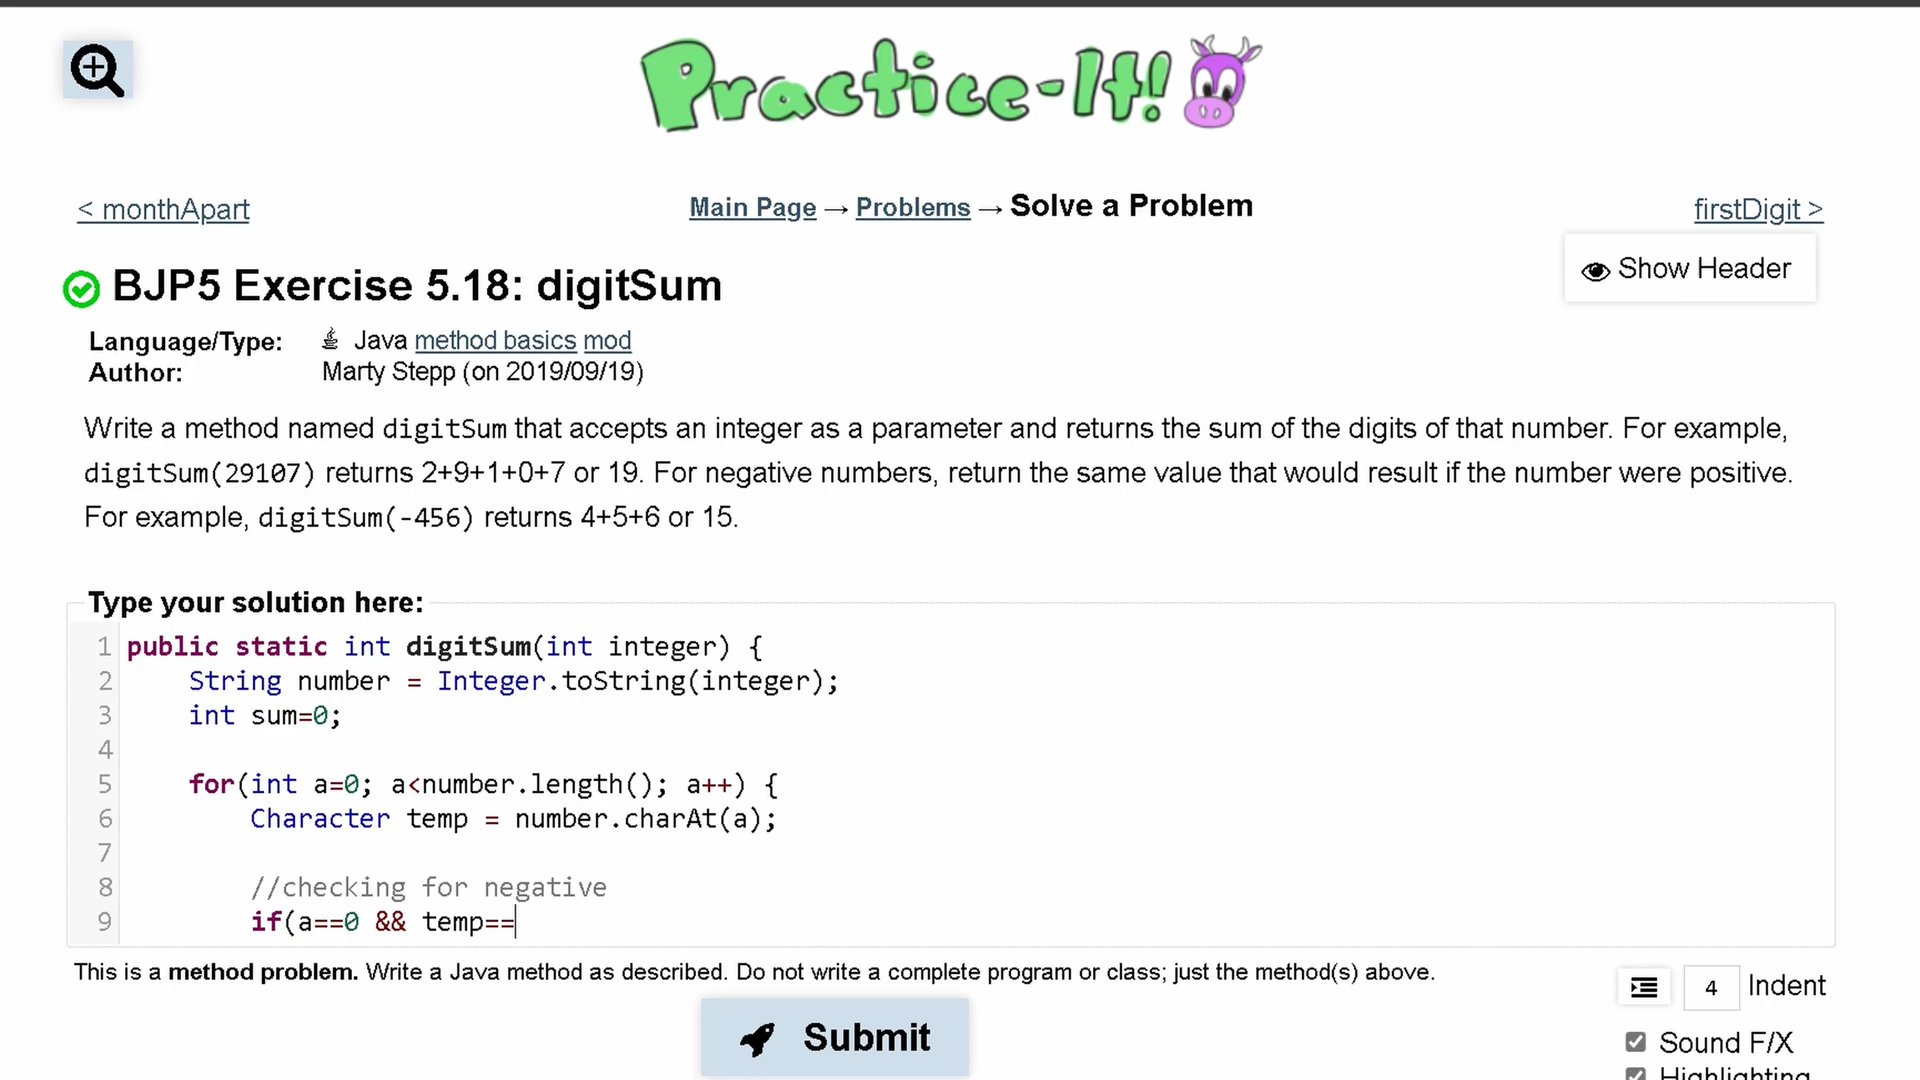 Practice-It!
< monthApart
Main Page → Problems → Solve a Problem
firstDigit >
Show Header
BJP5 Exercise 5.18: digitSum
Language/Type: Java method basics mod
Author: Marty Stepp (on 2019/09/19)
Write a method named digitSum that accepts an integer as a parameter and returns the sum of the digits of that number. For example,
digitSum(29107) returns 2+9+1+0+7 or 19. For negative numbers, return the same value that would result if the number were positive.
For example, digitSum(-456) returns 4+5+6 or 15.
Type your solution here:
1 public static int digitSum(int integer) {
2     String number = Integer.toString(integer);
3     int sum=0;
4
5     for(int a=0; a<number.length(); a++) {
6         Character temp = number.charAt(a);
7
8         //checking for negative
9         if(a==0 && temp==
This is a method problem. Write a Java method as described. Do not write a complete program or class; just the method(s) above.
4 Indent
Submit
Sound F/X
Highlighting